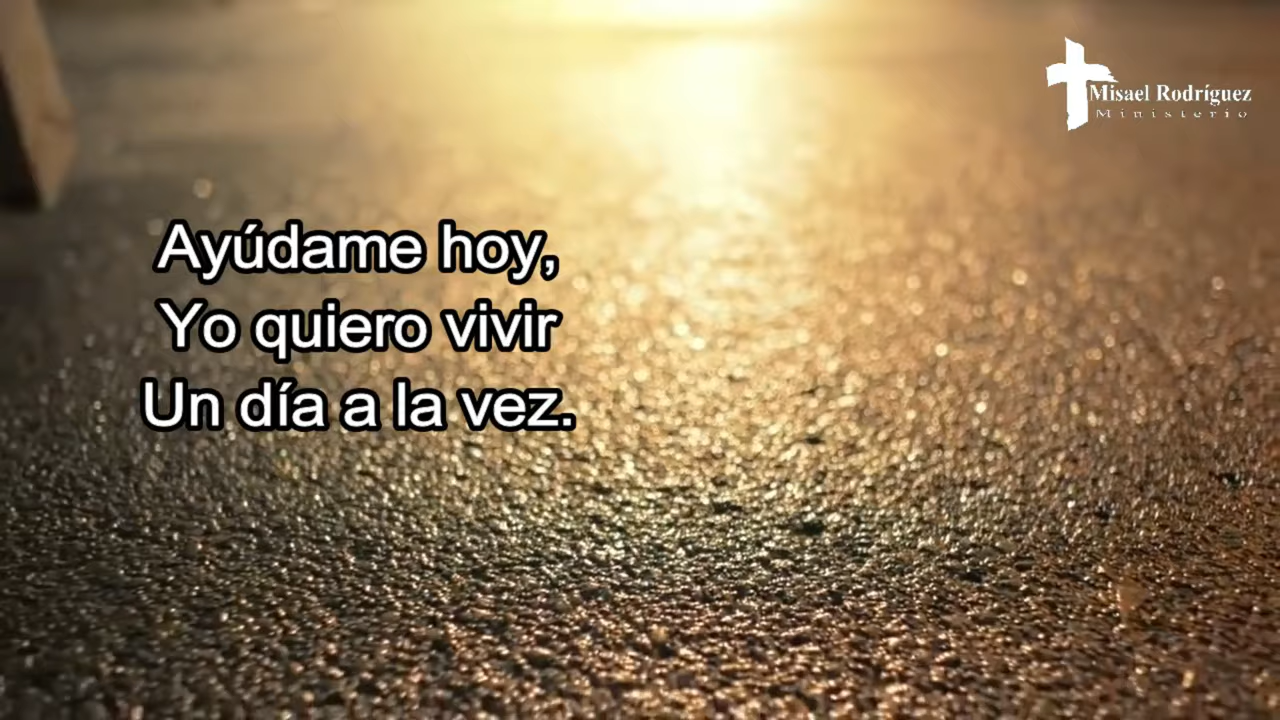 Misael Rodríguez
Ministerio
Ayúdame hoy,
Yo quiero vivir
Un día a la vez.